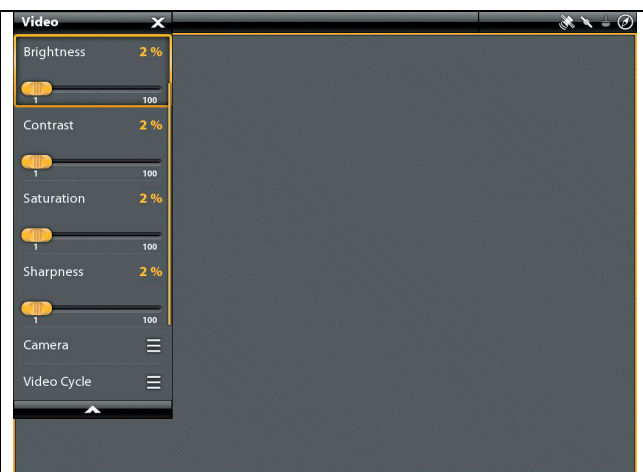 Video
Brightness 2 %
1 100
Contrast 2 %
1 100
Saturation 2 %
1 100
Sharpness 2 %
1 100
Camera
Video Cycle